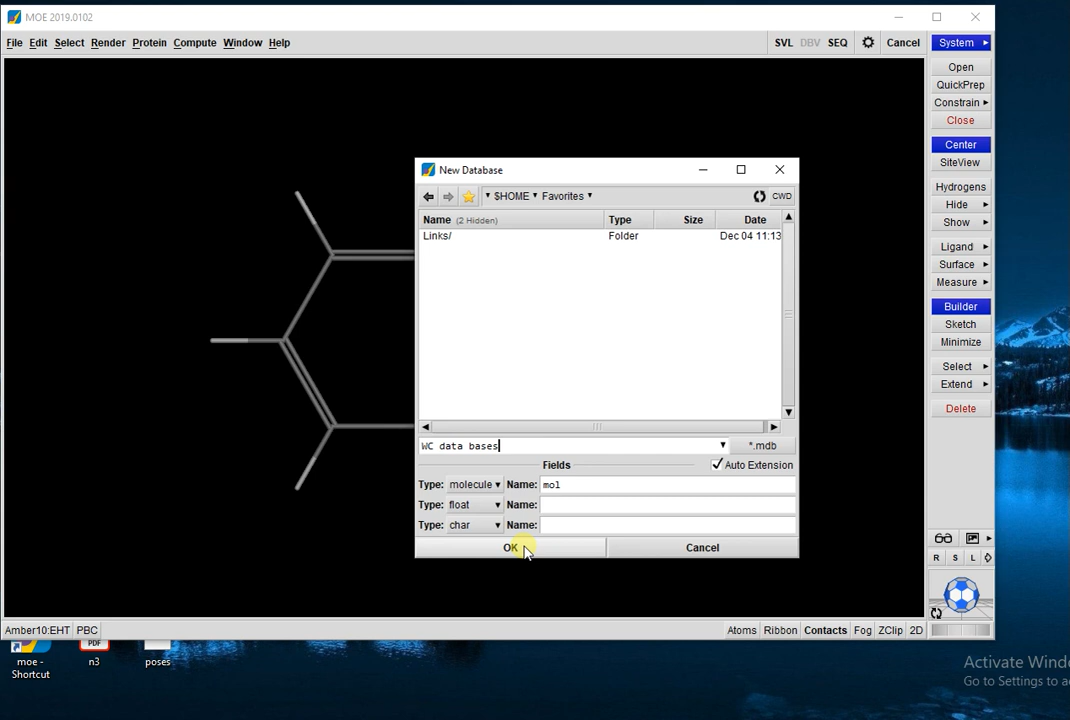 MOE 2019.0102
File Edit Select Render Protein Compute Window Help
SVL DBV SEQ Cancel
System
Open
QuickPrep
Constrain
Close
Center
SiteView
Hydrogens
Hide
Show
Ligand
Surface
Measure
Builder
Sketch
Minimize
Select
Extend
Delete
R S L
New Database
$HOME Favorites CWD
Name (2 Hidden) Type Size Date
Links/ Folder Dec 04 11:13
WC data bases *.mdb
Fields Auto Extension
Type: molecule Name: mol
Type: float Name:
Type: char Name:
OK Cancel
Amber10:EHT PBC Atoms Ribbon Contacts Fog ZClip 2D
moe -
Shortcut
PDF
n3
poses
Activate Windo
Go to Settings to a